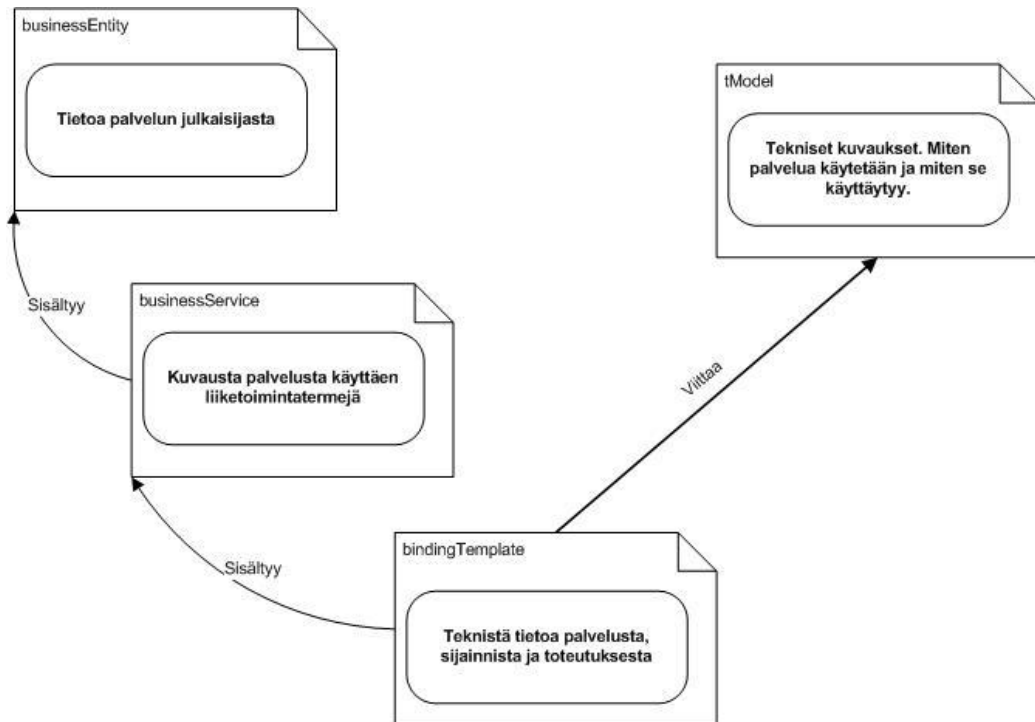 businessEntity
Tietoa palvelun julkaisijasta
tModel
Tekniset kuvaukset. Miten
palvelua käytetään ja miten se
käyttäytyy.
Sisältyy
businessService
Kuvausta palvelusta käyttäen
liiketoimintatermejä
Viittaa
Sisältyy
bindingTemplate
Teknistä tietoa palvelusta,
sijainnista ja toteutuksesta